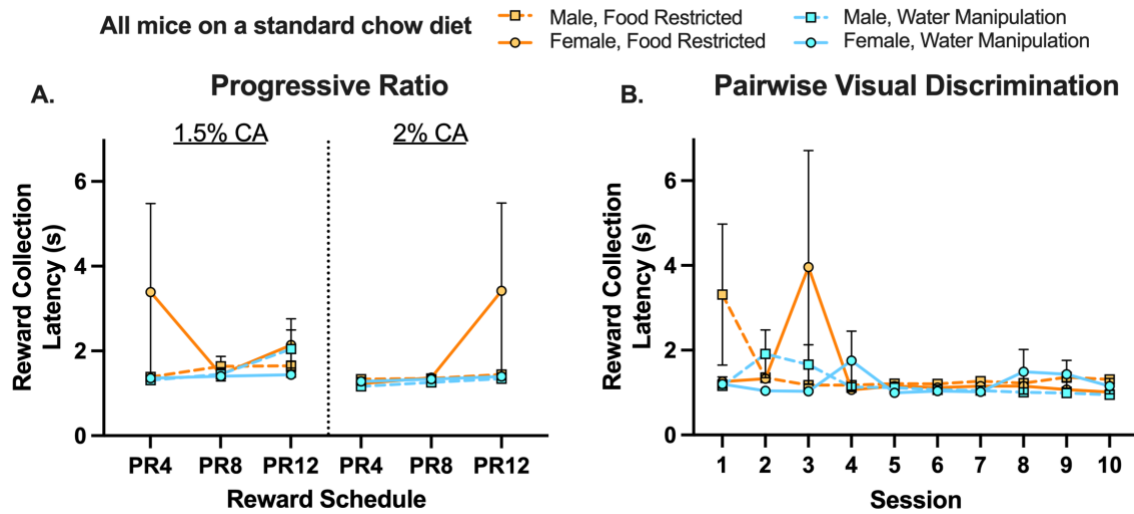 All mice on a standard chow diet
Male, Food Restricted
Male, Water Manipulation
Female, Food Restricted
Female, Water Manipulation
A.
Progressive Ratio
1.5% CA
2% CA
Reward Collection
Latency (s)
6
4
2
0
PR4 PR8 PR12 PR4 PR8 PR12
Reward Schedule
B.
Pairwise Visual Discrimination
Reward Collection
Latency (s)
6
4
2
0
1 2 3 4 5 6 7 8 9 10
Session